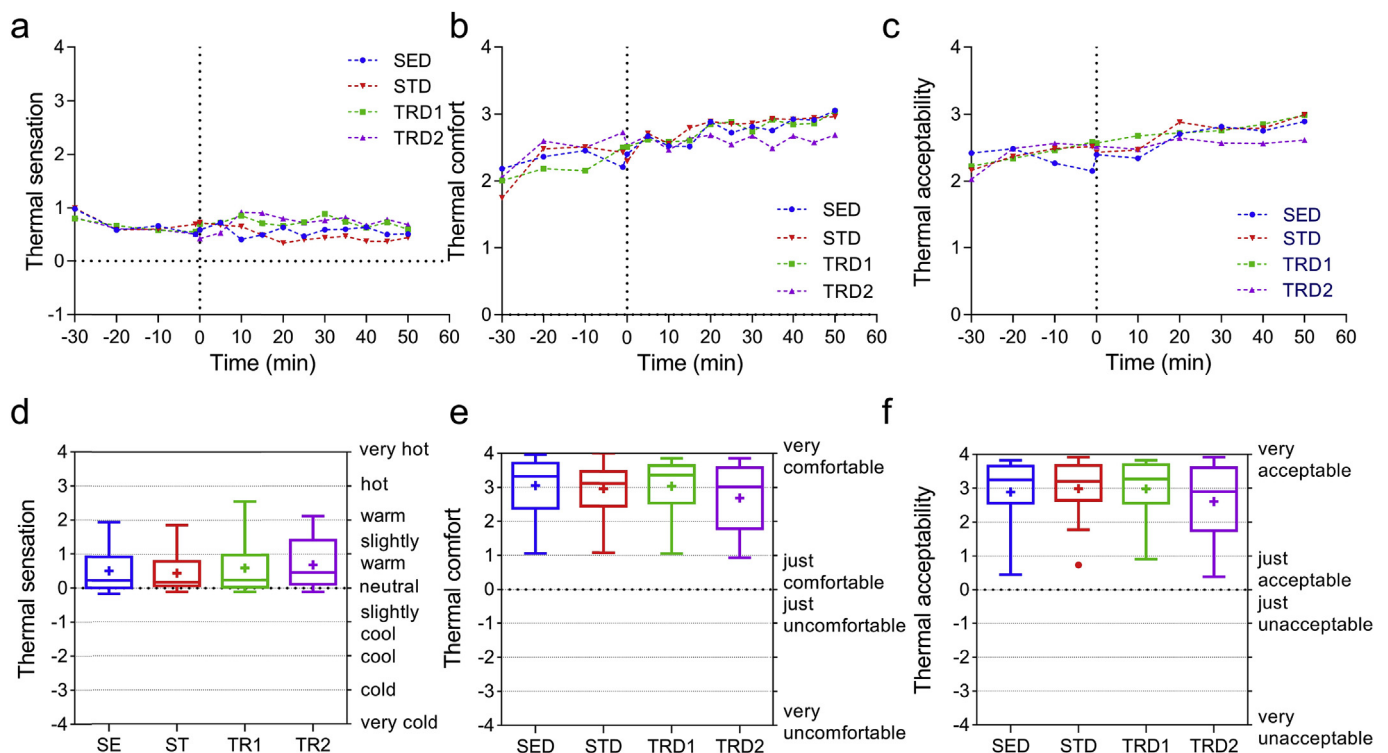 a
4
3
2
1
0
-1
Thermal sensation
SED
STD
TRD1
TRD2
-30 -20 -10 0 10 20 30 40 50 60
Time (min)
b
4
3
2
1
0
Thermal comfort
SED
STD
TRD1
TRD2
-30 -20 -10 0 10 20 30 40 50 60
Time (min)
c
4
3
2
1
0
Thermal acceptability
SED
STD
TRD1
TRD2
-30 -20 -10 0 10 20 30 40 50 60
Time (min)
d
4
3
2
1
0
-1
-2
-3
-4
Thermal sensation
very hot
hot
warm
slightly
warm
neutral
slightly
cool
cool
cold
very cold
SE ST TR1 TR2
e
4
3
2
1
0
-1
-2
-3
-4
Thermal comfort
very
comfortable
just
comfortable
just
uncomfortable
very
uncomfortable
SED STD TRD1 TRD2
f
4
3
2
1
0
-1
-2
-3
-4
Thermal acceptability
very
acceptable
just
acceptable
just
unacceptable
very
unacceptable
SED STD TRD1 TRD2